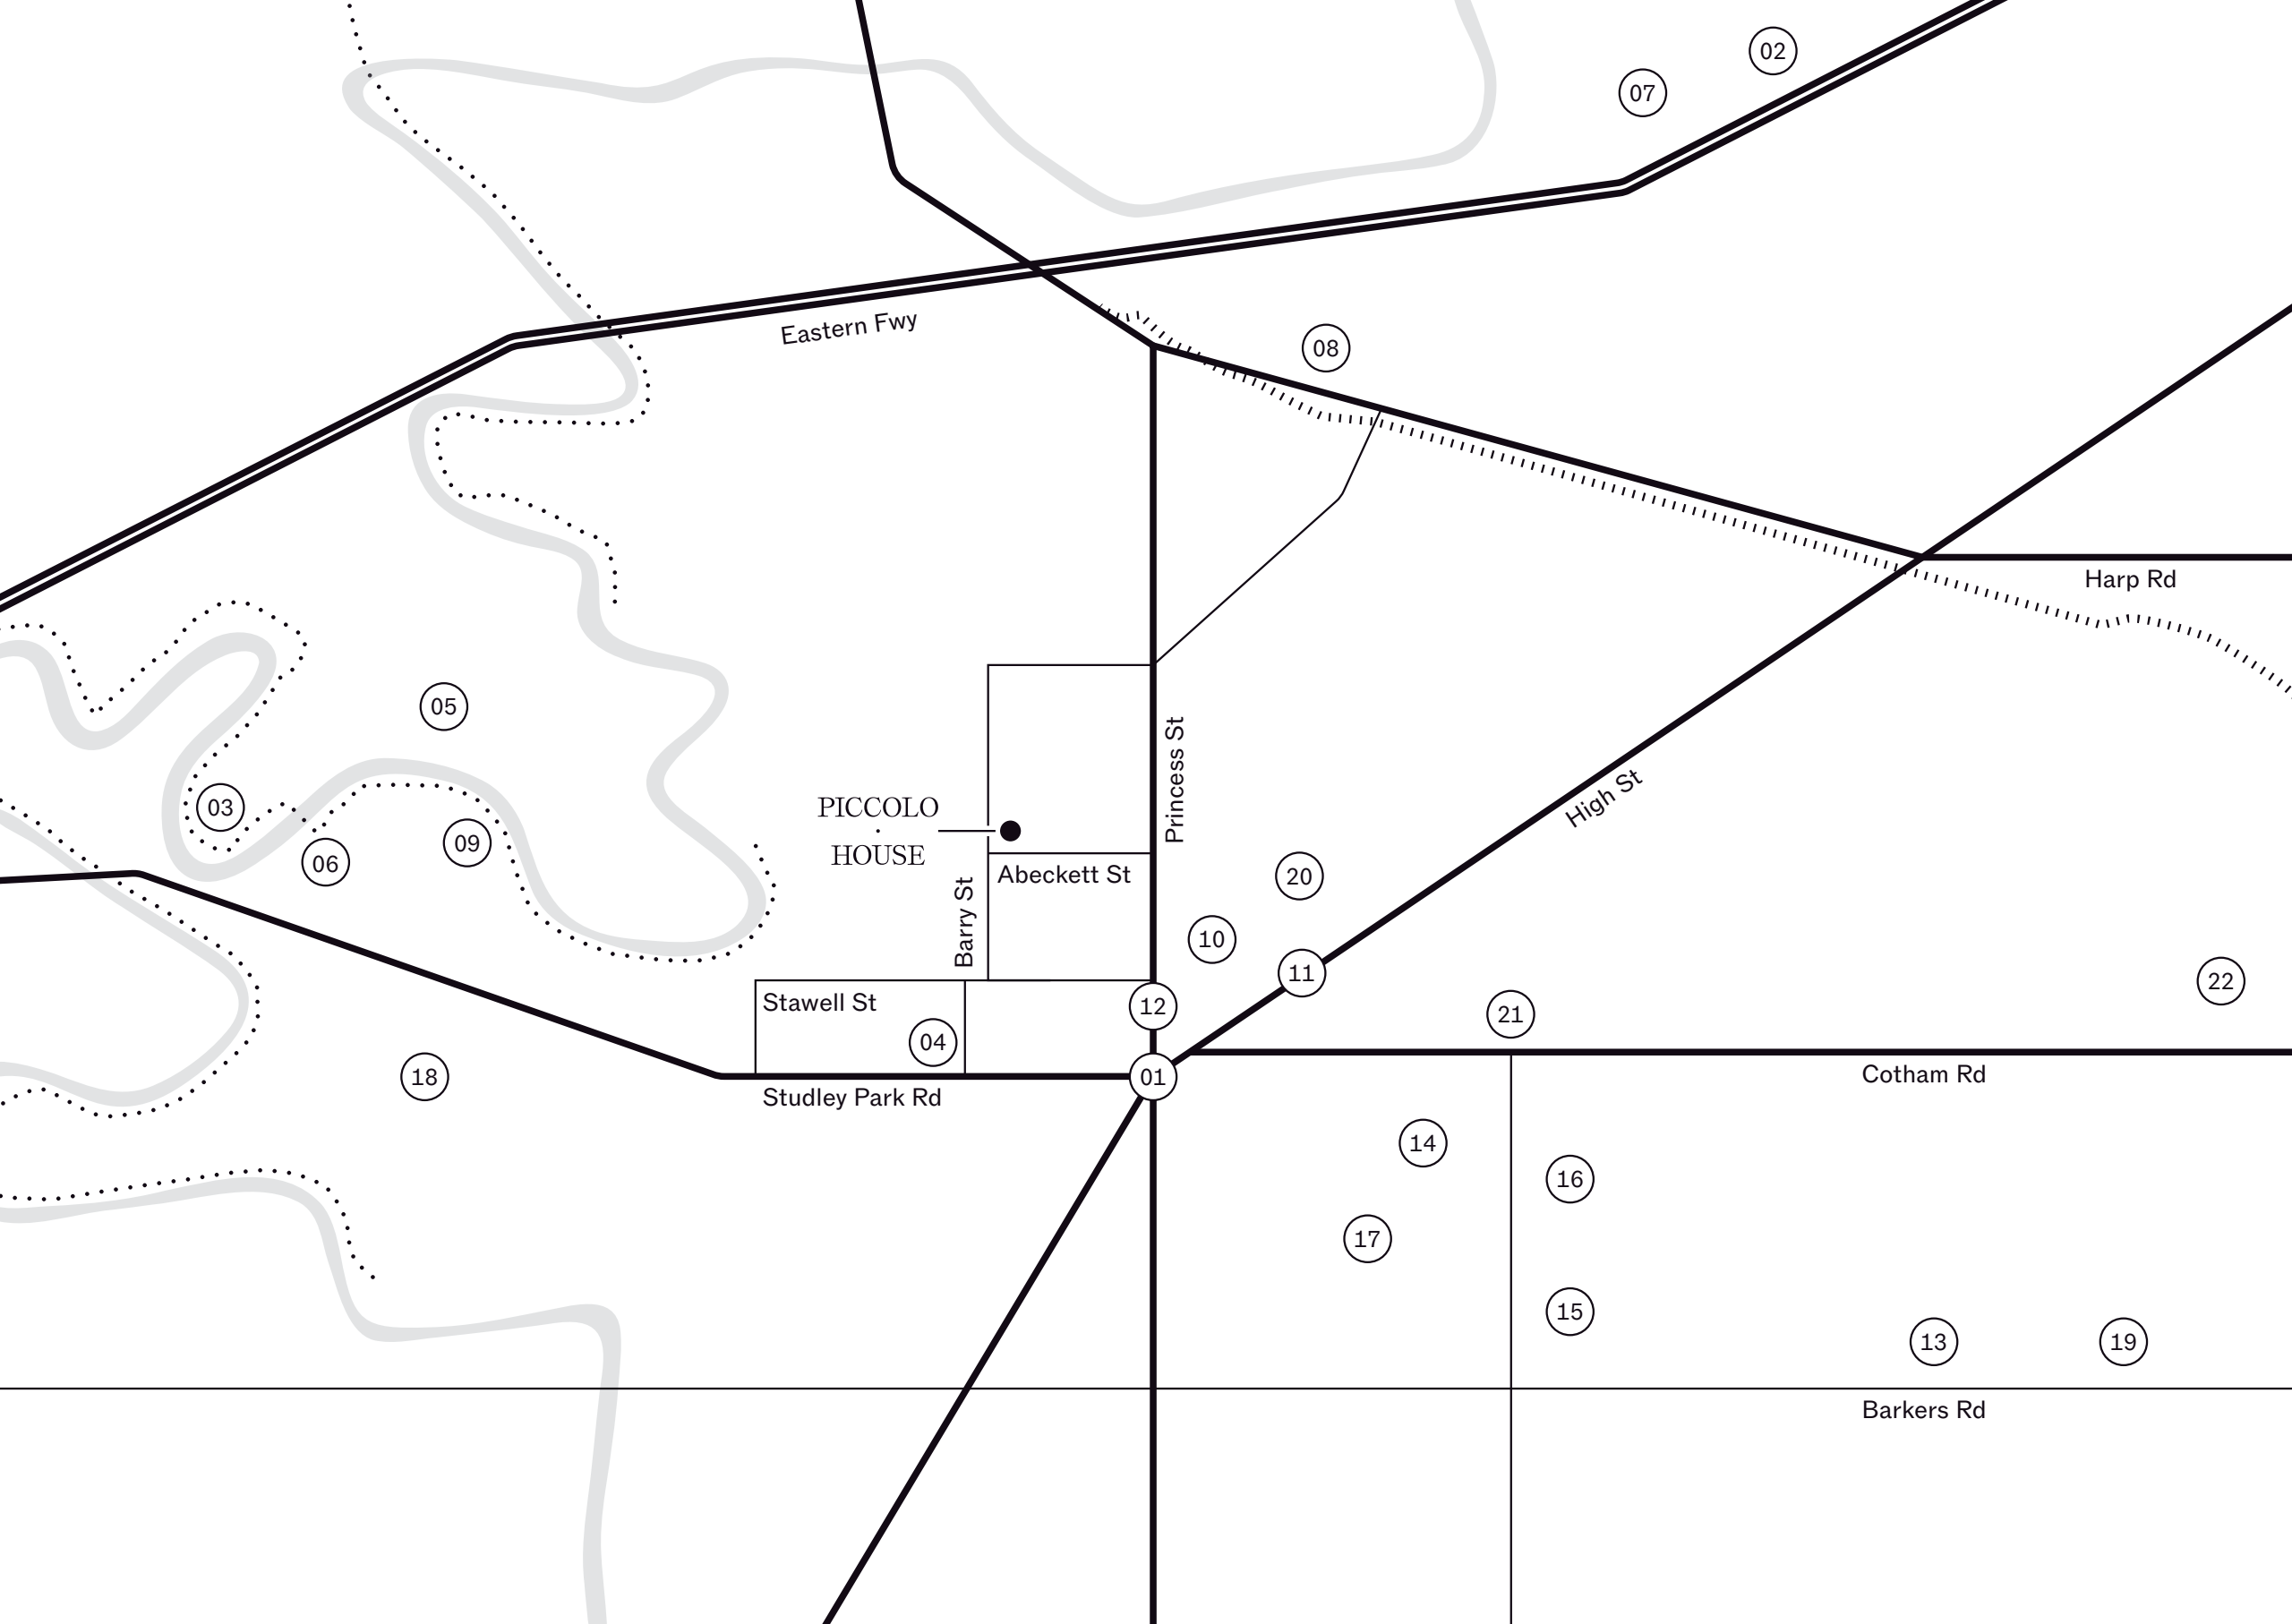 02
07
Eastern Fwy
08
Harp Rd
05
Princess St
High St
PICCOLO
HOUSE
03
06
09
Abeckett St
20
Barry St
10
11
22
Stawell St
12
21
04
18
01
Cotham Rd
Studley Park Rd
14
16
17
15
13
19
Barkers Rd